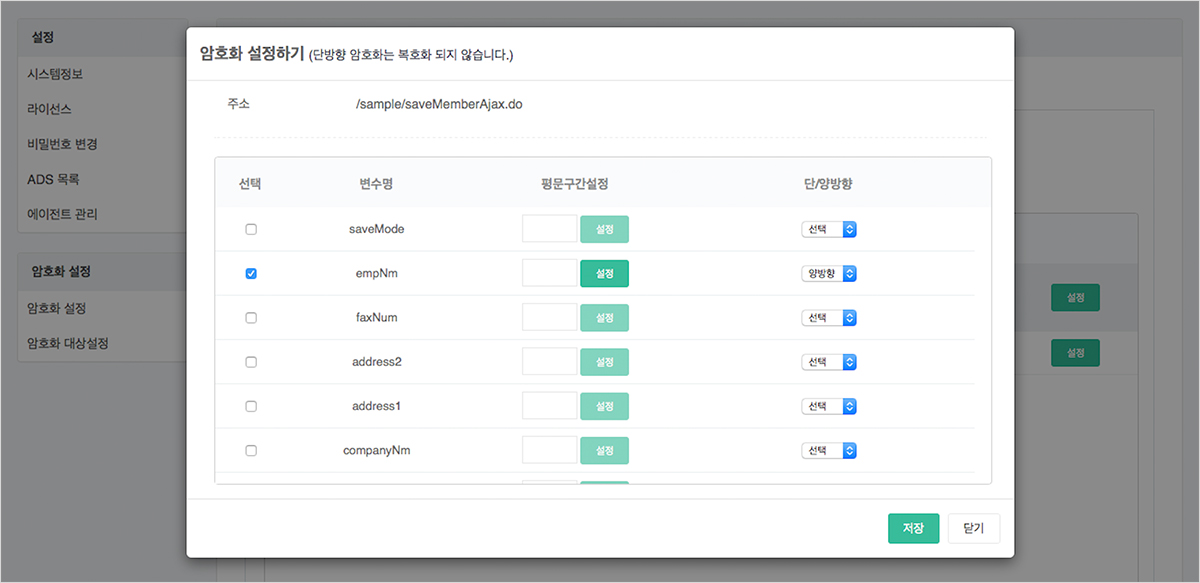 설정
시스템정보
라이선스
비밀번호 변경
ADS 목록
에이전트 관리
암호화 설정
암호화 설정
암호화 대상설정
암호화 설정하기 (단방향 암호화는 복호화 되지 않습니다.)
주소 /sample/saveMemberAjax.do
선택 변수명 평문구간설정 단/양방향
saveMode 설정 선택
empNm 설정 양방향
faxNum 설정 선택
address2 설정 선택
address1 설정 선택
companyNm 설정 선택
저장 닫기
설정
설정